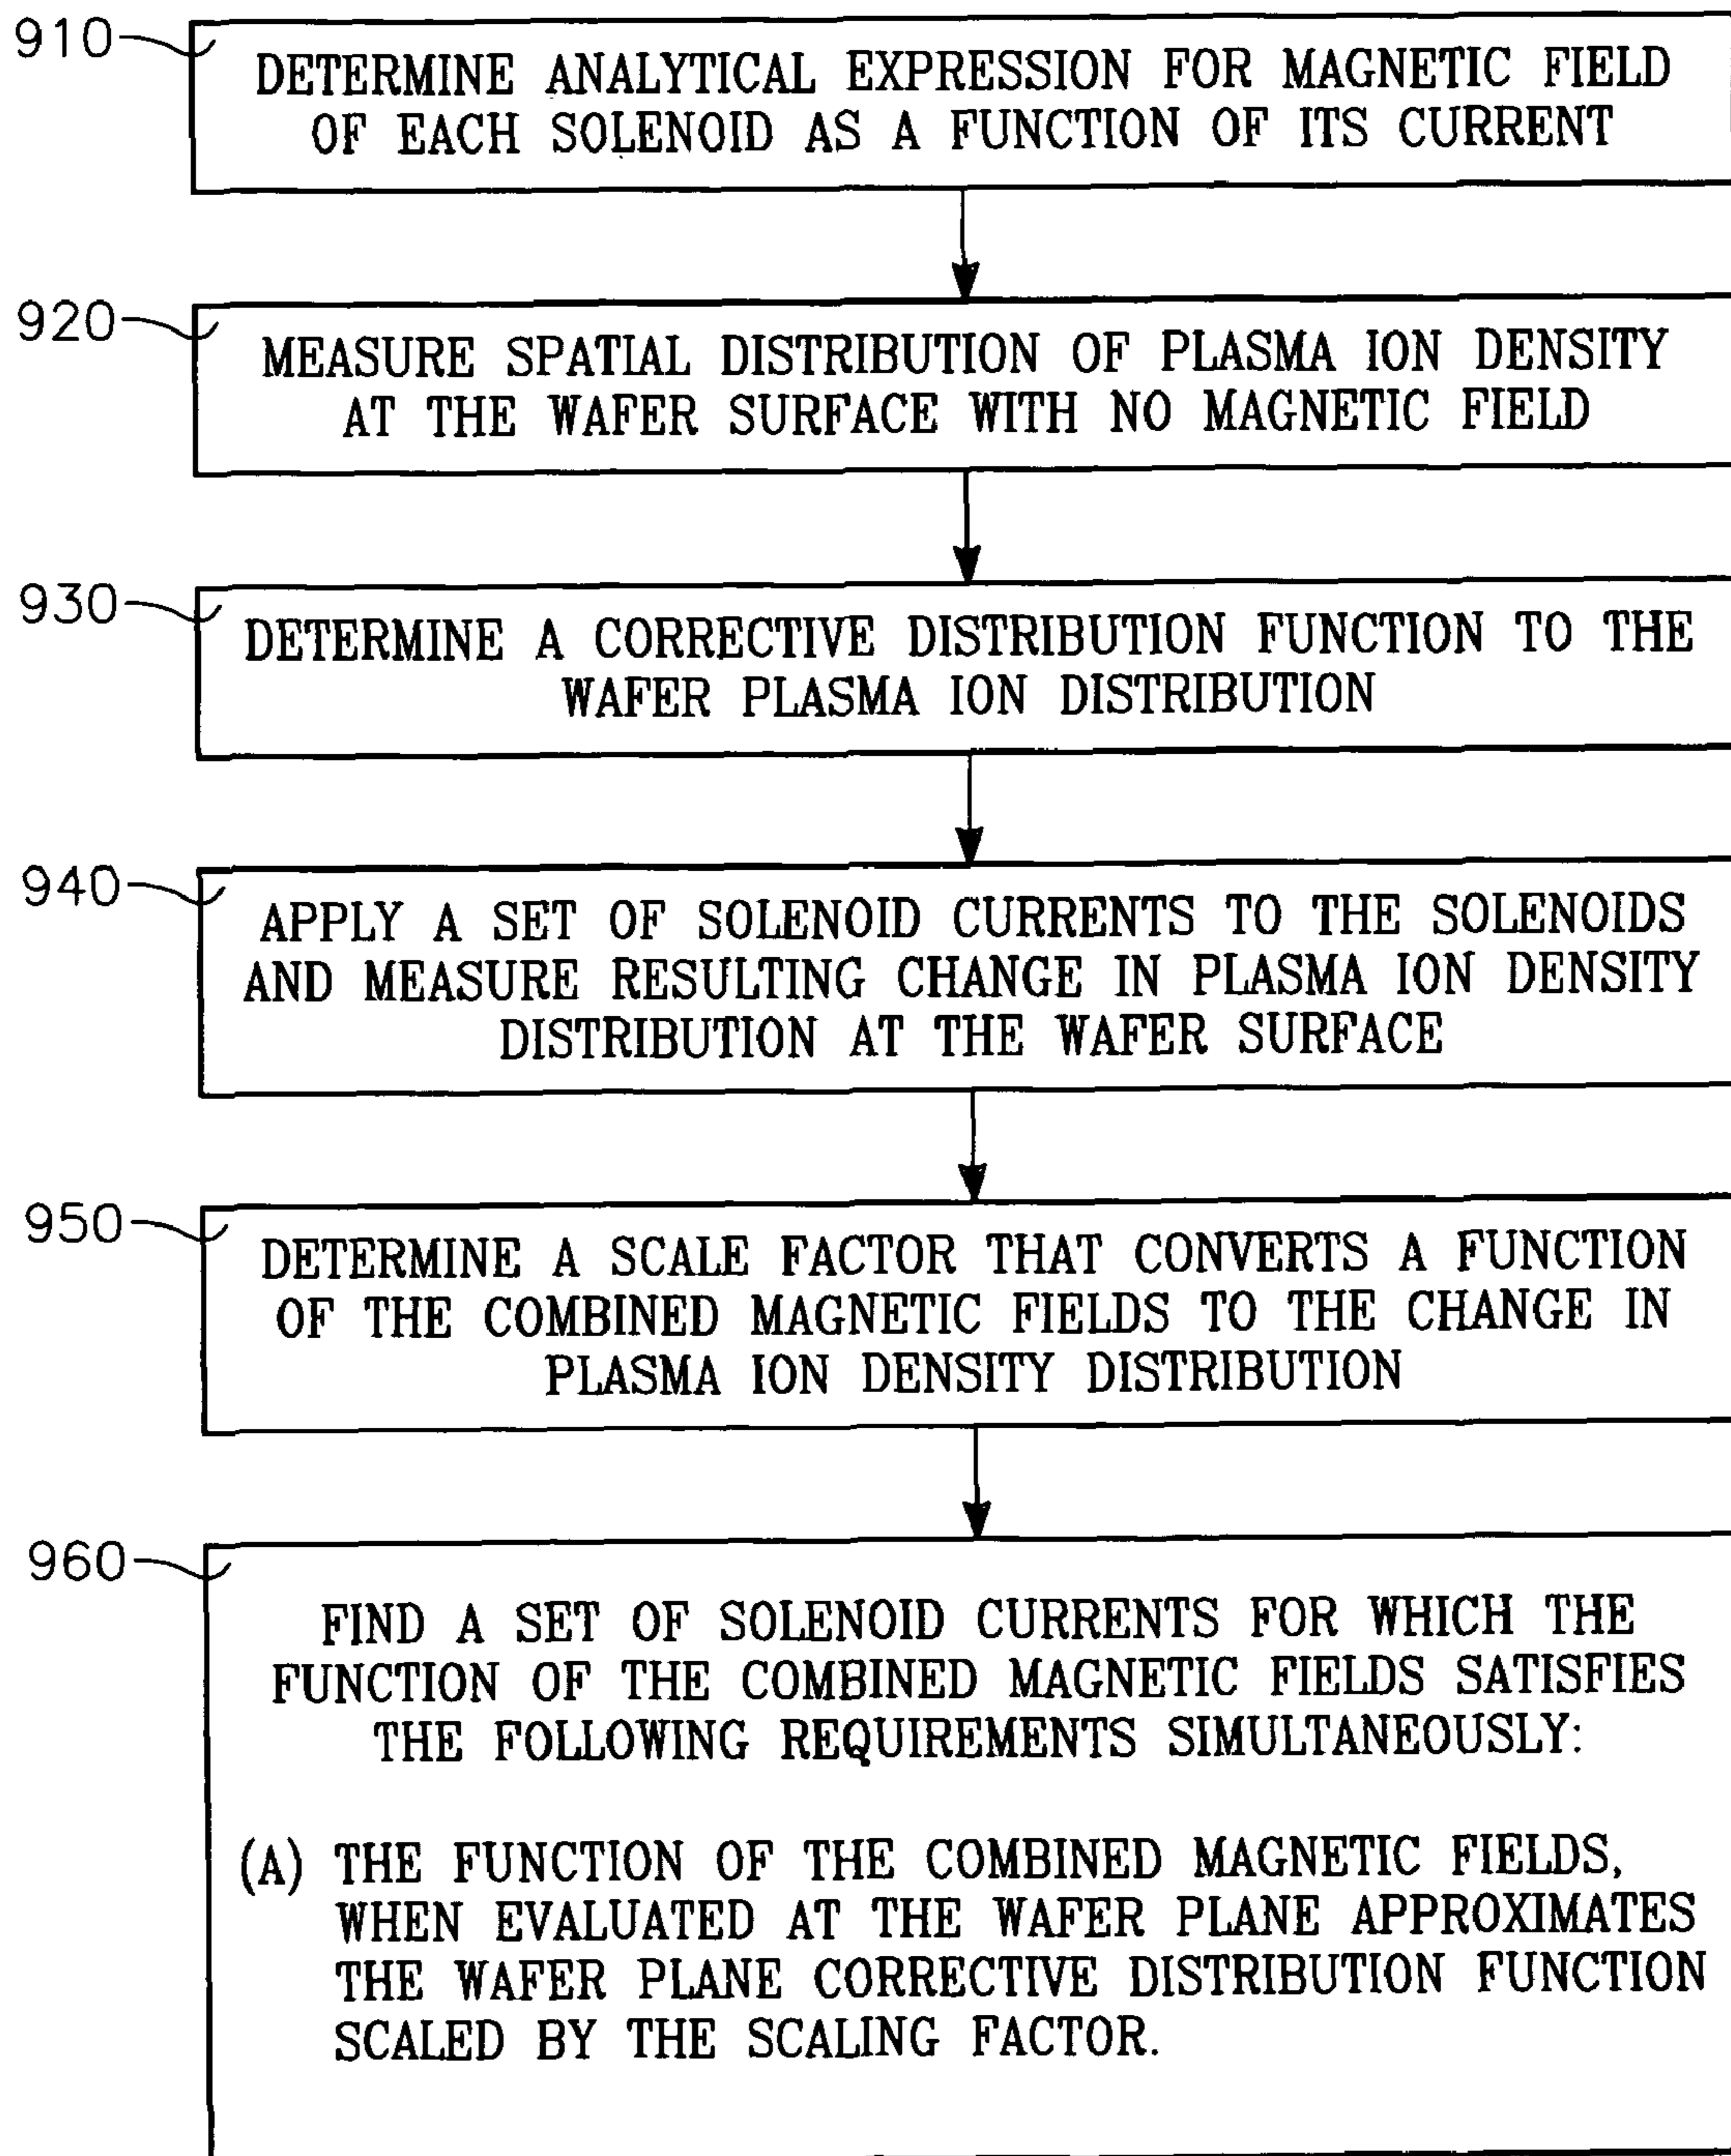 910
DETERMINE ANALYTICAL EXPRESSION FOR MAGNETIC FIELD
OF EACH SOLENOID AS A FUNCTION OF ITS CURRENT
920
MEASURE SPATIAL DISTRIBUTION OF PLASMA ION DENSITY
AT THE WAFER SURFACE WITH NO MAGNETIC FIELD
930
DETERMINE A CORRECTIVE DISTRIBUTION FUNCTION TO THE
WAFER PLASMA ION DISTRIBUTION
940
APPLY A SET OF SOLENOID CURRENTS TO THE SOLENOIDS
AND MEASURE RESULTING CHANGE IN PLASMA ION DENSITY
DISTRIBUTION AT THE WAFER SURFACE
950
DETERMINE A SCALE FACTOR THAT CONVERTS A FUNCTION
OF THE COMBINED MAGNETIC FIELDS TO THE CHANGE IN
PLASMA ION DENSITY DISTRIBUTION
960
FIND A SET OF SOLENOID CURRENTS FOR WHICH THE
FUNCTION OF THE COMBINED MAGNETIC FIELDS SATISFIES
THE FOLLOWING REQUIREMENTS SIMULTANEOUSLY:
(A) THE FUNCTION OF THE COMBINED MAGNETIC FIELDS,
WHEN EVALUATED AT THE WAFER PLANE APPROXIMATES
THE WAFER PLANE CORRECTIVE DISTRIBUTION FUNCTION
SCALED BY THE SCALING FACTOR.